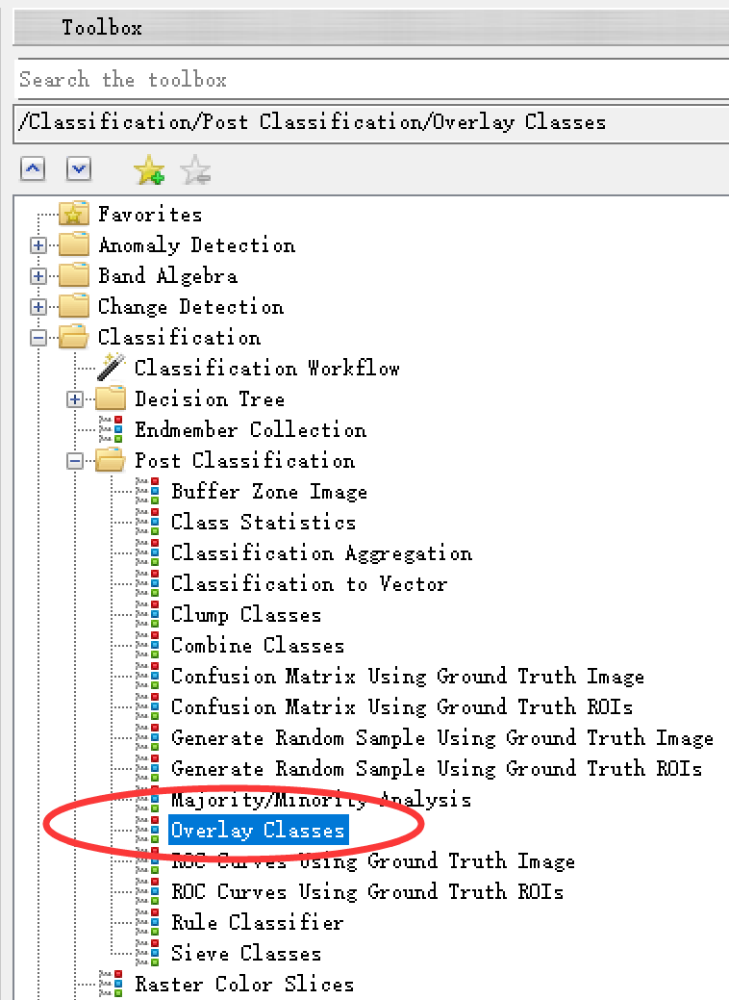 Toolbox
Search the toolbox
/Classification/Post Classification/Overlay Classes
Favorites
Anomaly Detection
Band Algebra
Change Detection
Classification
Classification Workflow
Decision Tree
Endmember Collection
Post Classification
Buffer Zone Image
Class Statistics
Classification Aggregation
Classification to Vector
Clump Classes
Combine Classes
Confusion Matrix Using Ground Truth Image
Confusion Matrix Using Ground Truth ROIs
Generate Random Sample Using Ground Truth Image
Generate Random Sample Using Ground Truth ROIs
Majority/Minority Analysis
Overlay Classes
ROC Curves Using Ground Truth Image
ROC Curves Using Ground Truth ROIs
Rule Classifier
Sieve Classes
Raster Color Slices